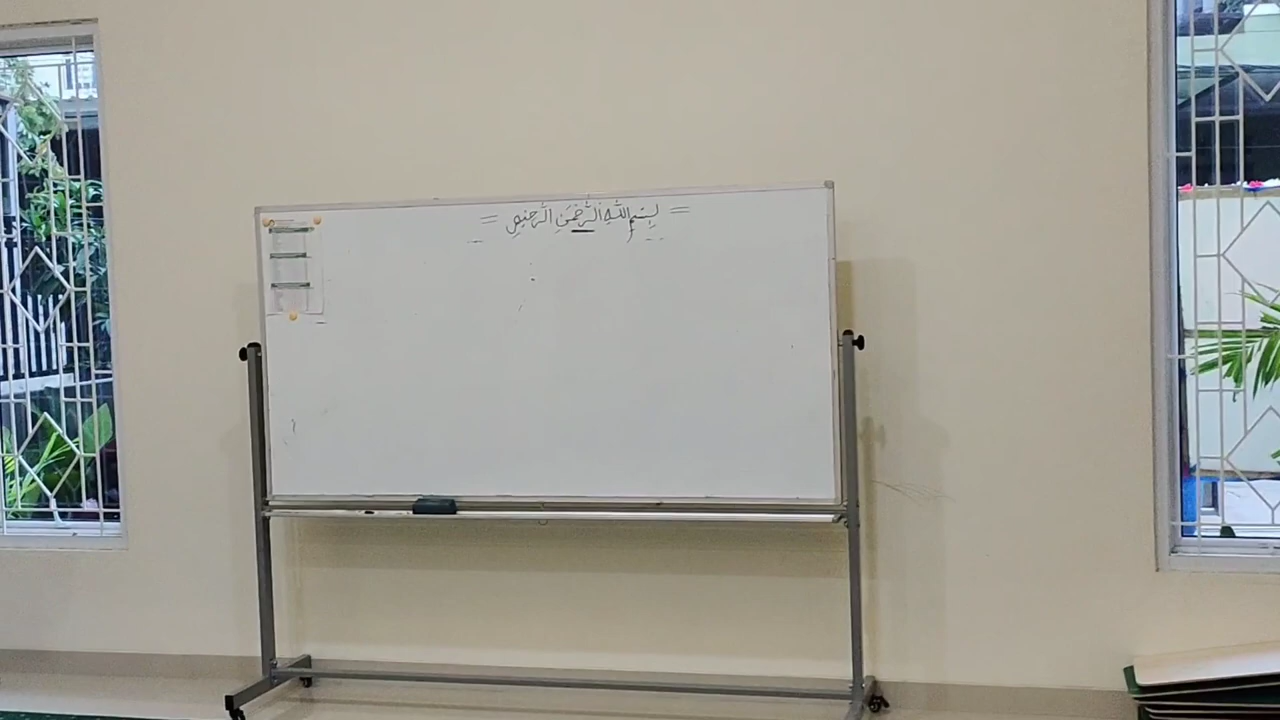 = بِسْمِ اللّٰهِ الرَّحْمَنِ الرَّحِيْمِ =